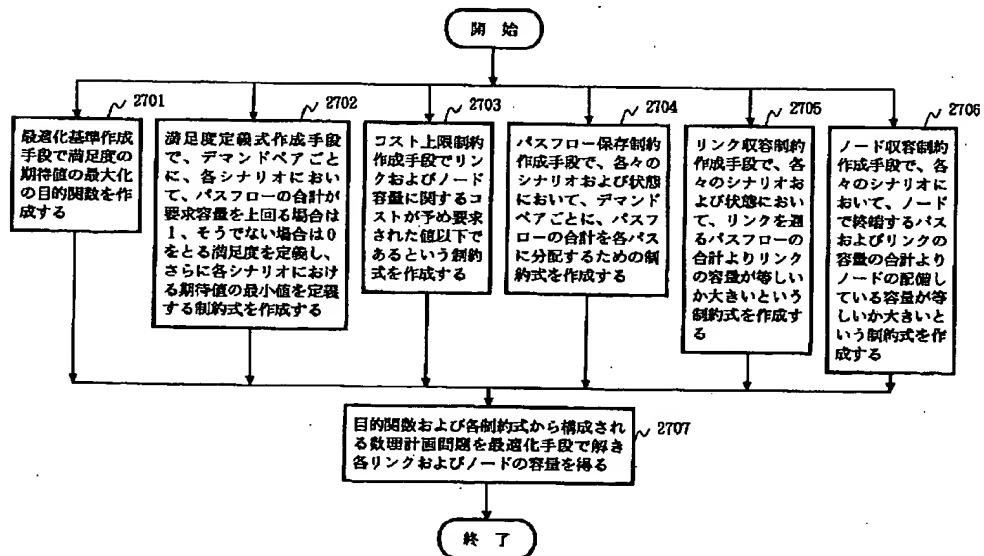 開 始
2701
最適化基準作成
手段で満足度の
期待値の最大化
の目的関数を作
成する
2702
満足度定義式作成手段
で、デマンドペアごと
に、各シナリオにおい
て、パスフローの合計が
要求容量を上回る場合は
1、そうでない場合は0
をとる満足度を定義し、
さらに各シナリオにおけ
る期待値の最小値を定義
する制約式を作成する
2703
コスト上限制約
作成手段でリン
クおよびノード
容量に関するコ
ストが予め要求
された値以下で
あるという制約
式を作成する
2704
パスフロー保存制約
作成手段で、各々の
シナリオおよび状態
において、デマンド
ペアごとに、パスフ
ローの合計を各パス
に分配するための制
約式を作成する
2705
リンク収容制約
作成手段で、各
々のシナリオお
よび状態におい
て、リンクを通
るパスフローの
合計よりリンク
の容量が等しい
か大きいという
制約式を作成す
る
2706
ノード収容制約
作成手段で、各
々のシナリオに
おいて、ノード
で終端するパス
およびリンクの
容量の合計より
ノードの配備し
ている容量が等
しいか大きいと
いう制約式を作
成する
目的関数および各制約式から構成され
る数理計画問題を最適化手段で解き
各リンクおよびノードの容量を得る
2707
終 了